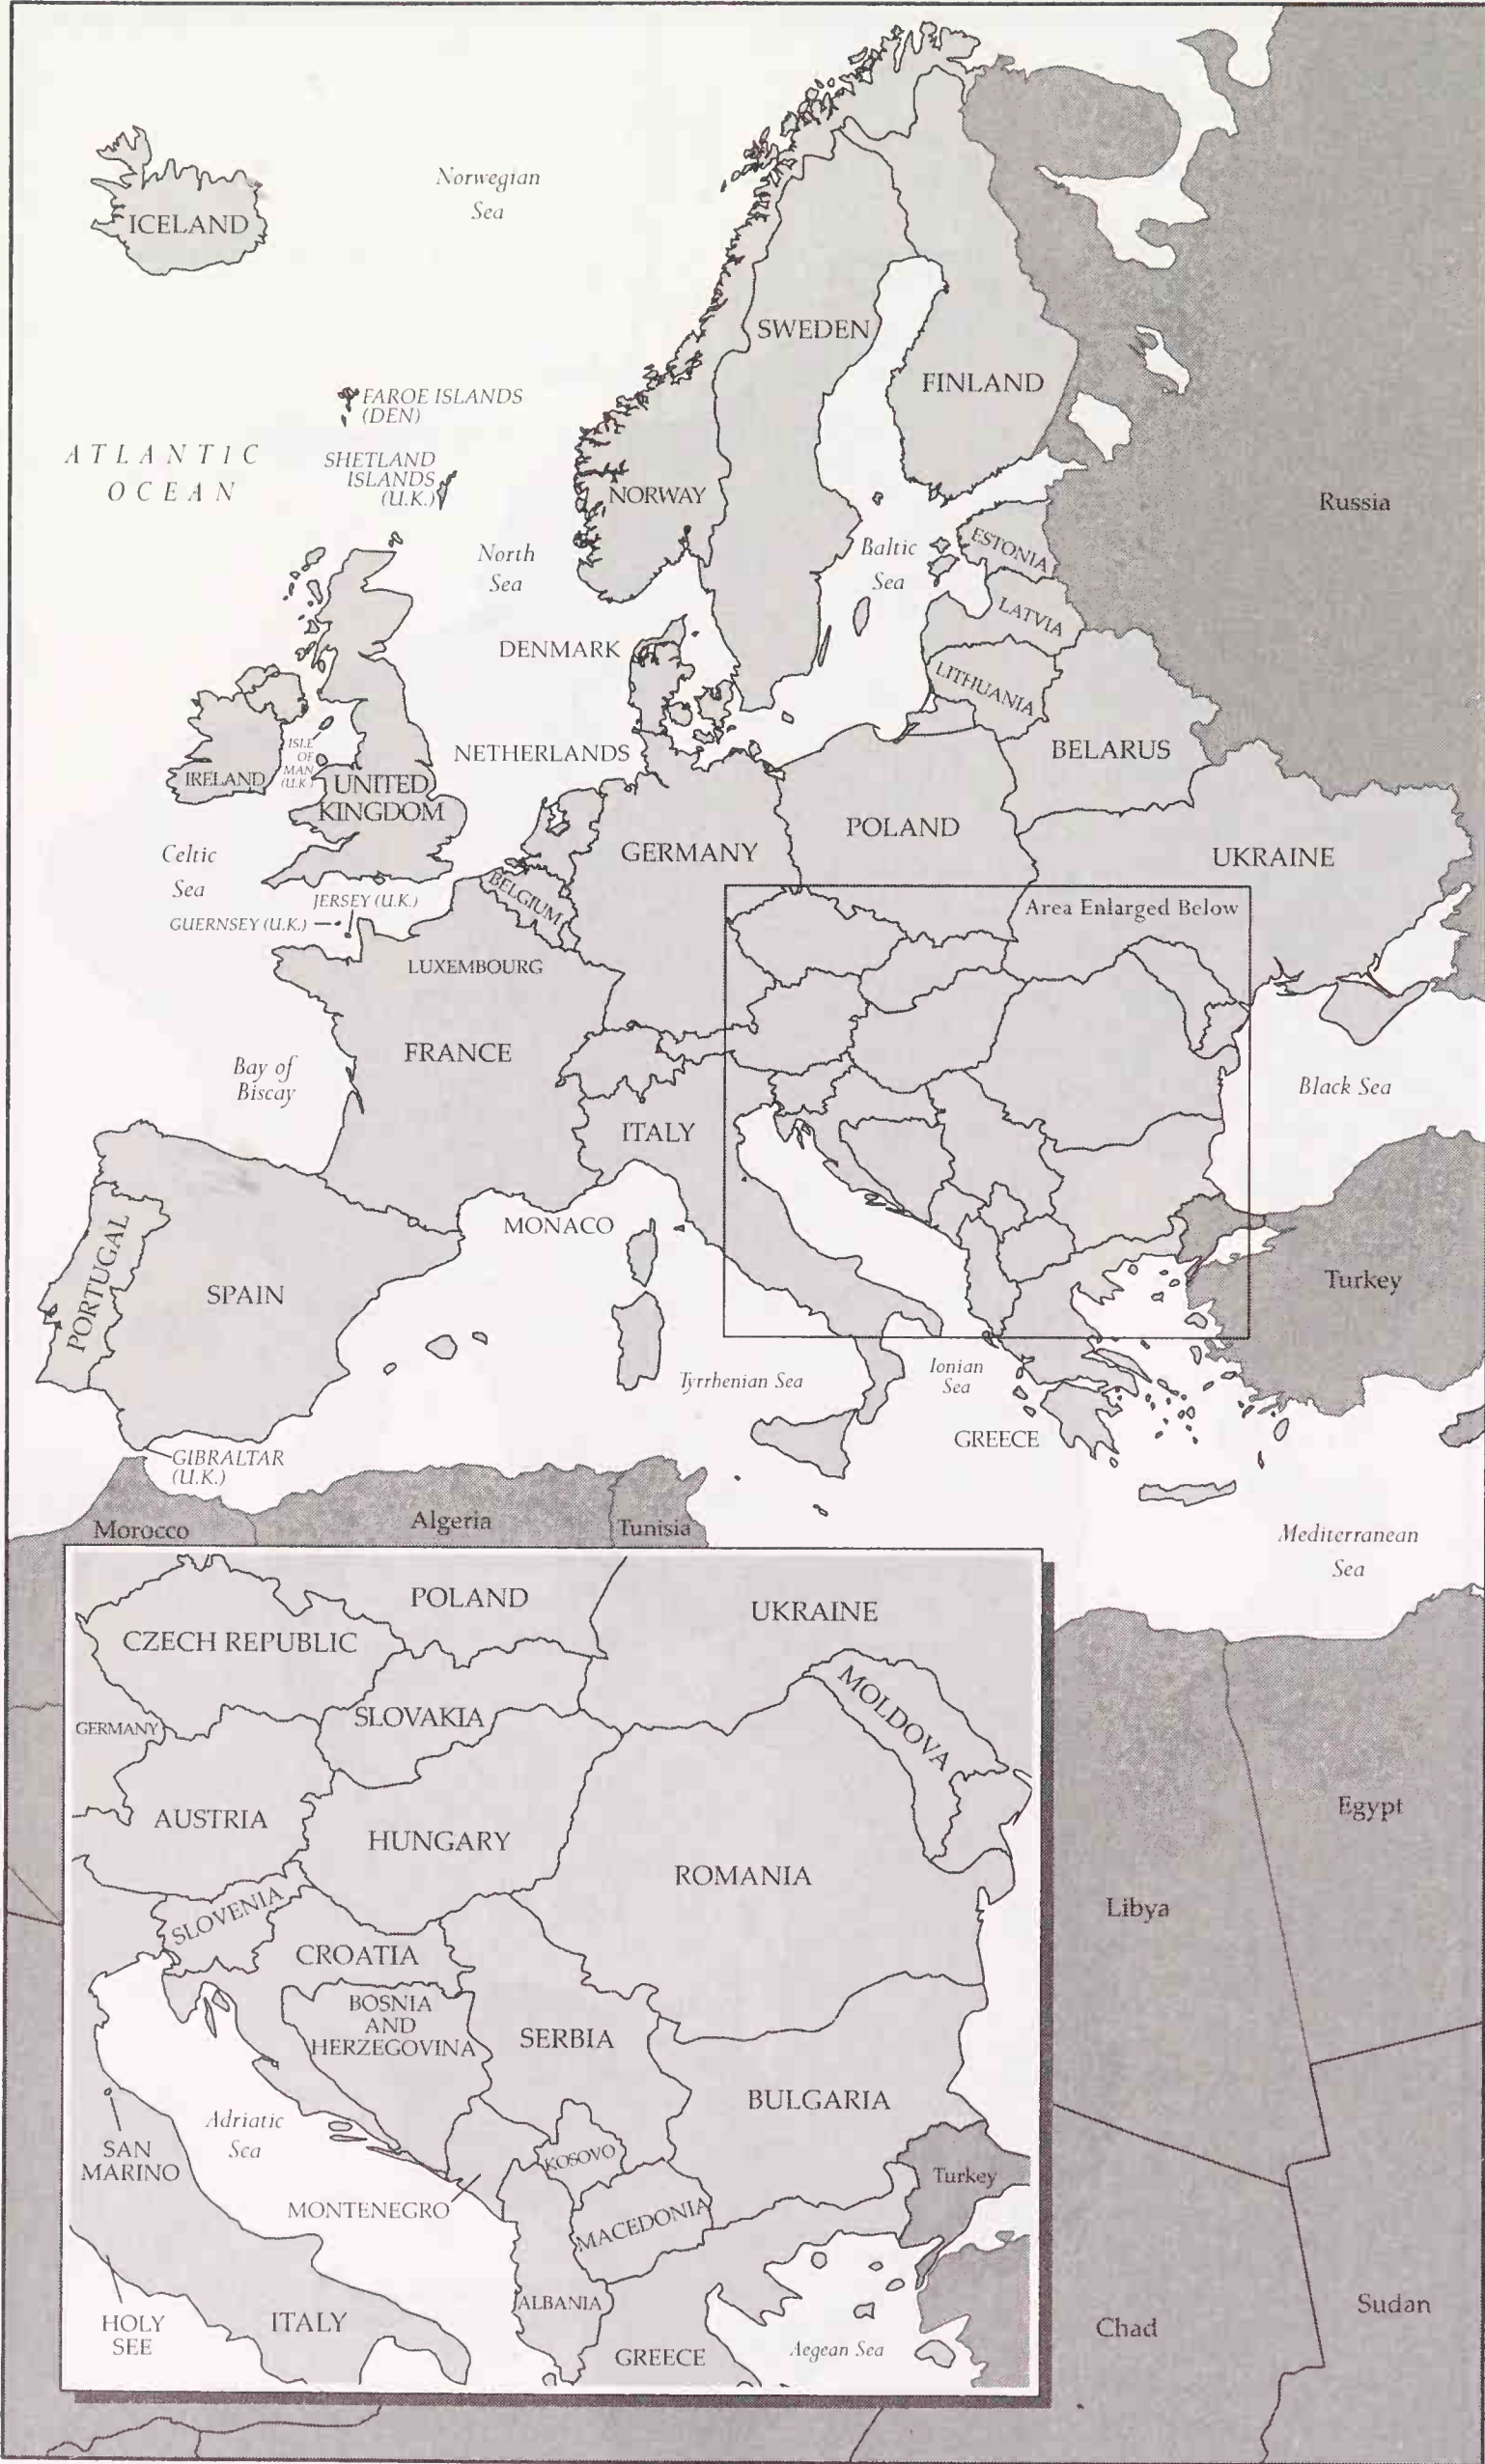 Norwegian
Sea
ICELAND
SWEDEN
FINLAND
FAROE ISLANDS
(DEN)
ATLANTIC
OCEAN
SHETLAND
ISLANDS
(U.K.)
NORWAY
Russia
North
Sea
Baltic
Sea
ESTONIA
LATVIA
DENMARK
LITHUANIA
ISLE
OF
MAN
(U.K.)
NETHERLANDS
BELARUS
IRELAND
UNITED
KINGDOM
POLAND
GERMANY
UKRAINE
Celtic
Sea
BELGIUM
JERSEY (U.K.)
GUERNSEY (U.K.)
Area Enlarged Below
LUXEMBOURG
FRANCE
Bay of
Biscay
Black Sea
ITALY
MONACO
PORTUGAL
SPAIN
Turkey
Tyrrhenian Sea
Ionian
Sea
GREECE
GIBRALTAR
(U.K.)
Morocco
Algeria
Tunisia
Mediterranean
Sea
POLAND
UKRAINE
CZECH REPUBLIC
MOLDOVA
GERMANY
SLOVAKIA
AUSTRIA
HUNGARY
ROMANIA
SLOVENIA
CROATIA
BOSNIA
AND
HERZEGOVINA
SERBIA
BULGARIA
Adriatic
Sea
SAN
MARINO
KOSOVO
Turkey
MONTENEGRO
MACEDONIA
ALBANIA
HOLY
SEE
ITALY
GREECE
Aegean Sea
Egypt
Libya
Chad
Sudan